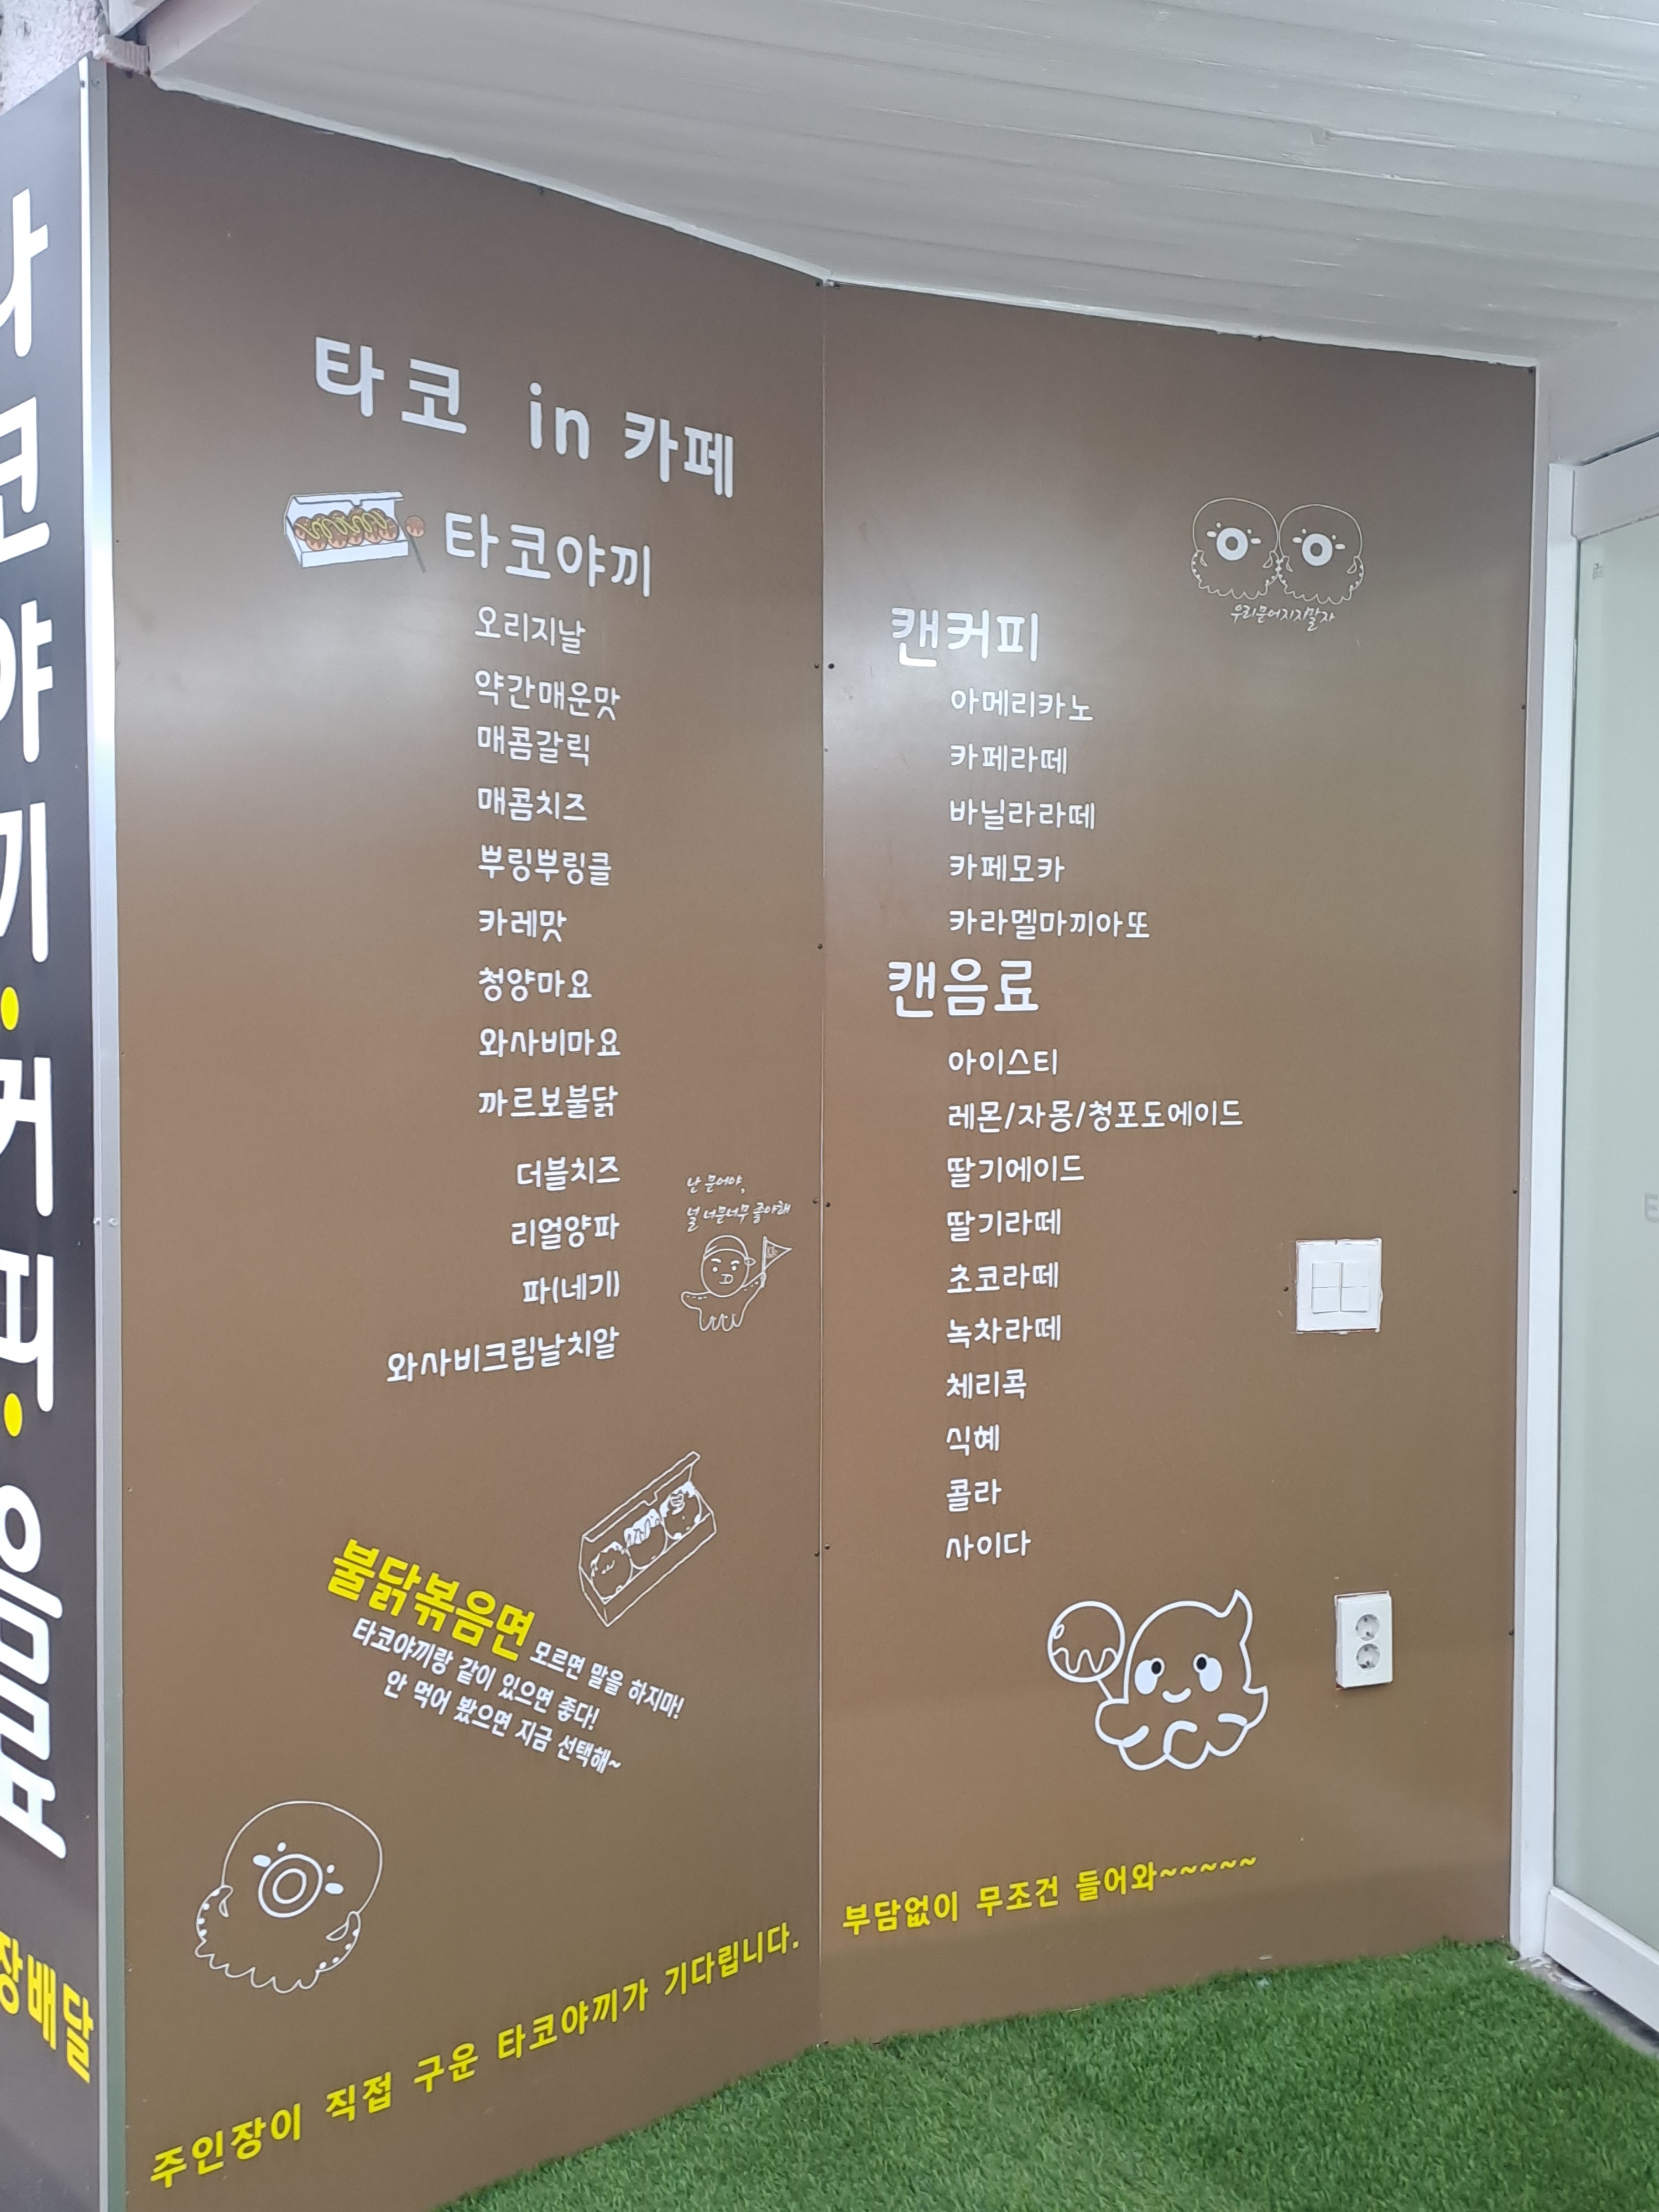 타코야끼•커피•음료
장배달
타코 in 카페
타코야끼
오리지날
약간매운맛
매콤갈릭
매콤치즈
뿌링뿌링클
카레맛
청양마요
와사비마요
까르보불닭
더블치즈
리얼양파
파(네기)
와사비크림날치알
난 문어야,
널 너문너무 좋아해
불닭볶음면 모르면 말을 하지마!
타코야끼랑 같이 있으면 좋다!
안 먹어 봤으면 지금 선택해~
주인장이 직접 구운 타코야끼가 기다립니다.
우리문어지지말자
캔커피
아메리카노
카페라떼
바닐라라떼
카페모카
카라멜마끼아또
캔음료
아이스티
레몬/자몽/청포도에이드
딸기에이드
딸기라떼
초코라떼
녹차라떼
체리콕
식혜
콜라
사이다
부담없이 무조건 들어와~~~~~